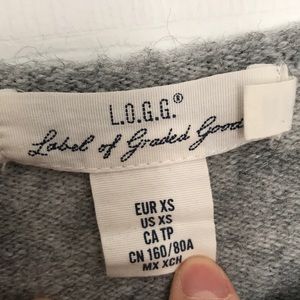 L.O.G.G.®
Label of Graded Goods
EUR XS
US XS
CA TP
CN 160/80A
MX XCH